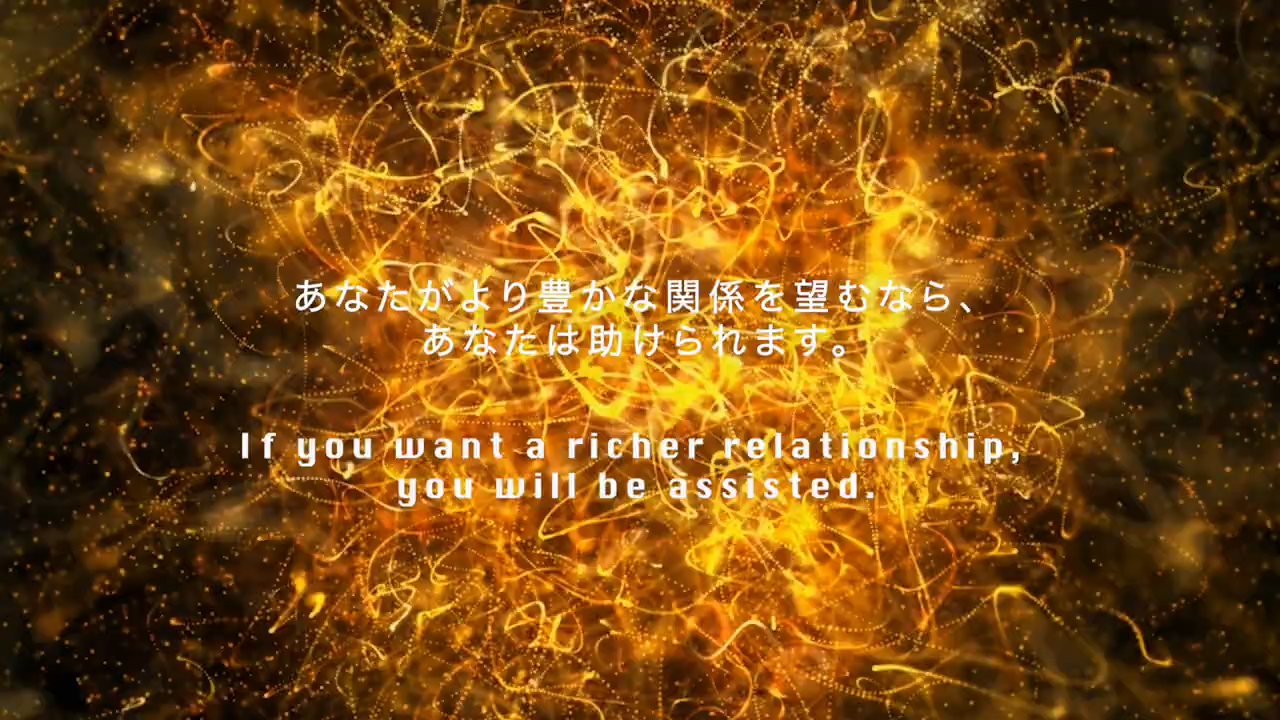 あなたがより豊かな関係を望むなら、
あなたは助けられます。
If you want a richer relationship,
you will be assisted.